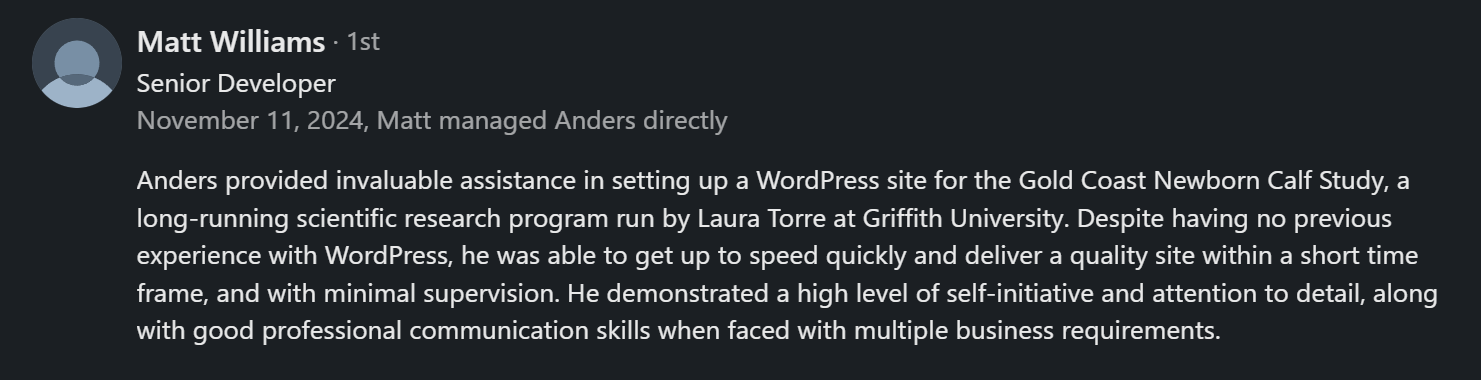 Matt Williams · 1st
Senior Developer
November 11, 2024, Matt managed Anders directly
Anders provided invaluable assistance in setting up a WordPress site for the Gold Coast Newborn Calf Study, a
long-running scientific research program run by Laura Torre at Griffith University. Despite having no previous
experience with WordPress, he was able to get up to speed quickly and deliver a quality site within a short time
frame, and with minimal supervision. He demonstrated a high level of self-initiative and attention to detail, along
with good professional communication skills when faced with multiple business requirements.